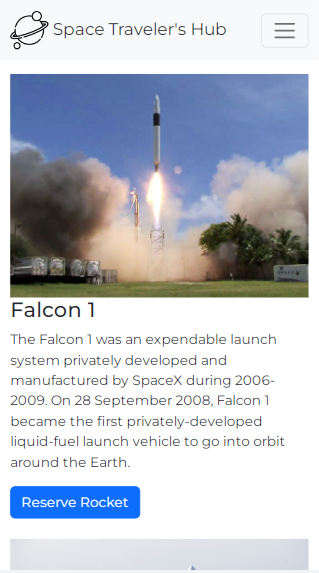 Space Traveler's Hub
Falcon 1
The Falcon 1 was an expendable launch
system privately developed and
manufactured by SpaceX during 2006-
2009. On 28 September 2008, Falcon 1
became the first privately-developed
liquid-fuel launch vehicle to go into orbit
around the Earth.
Reserve Rocket